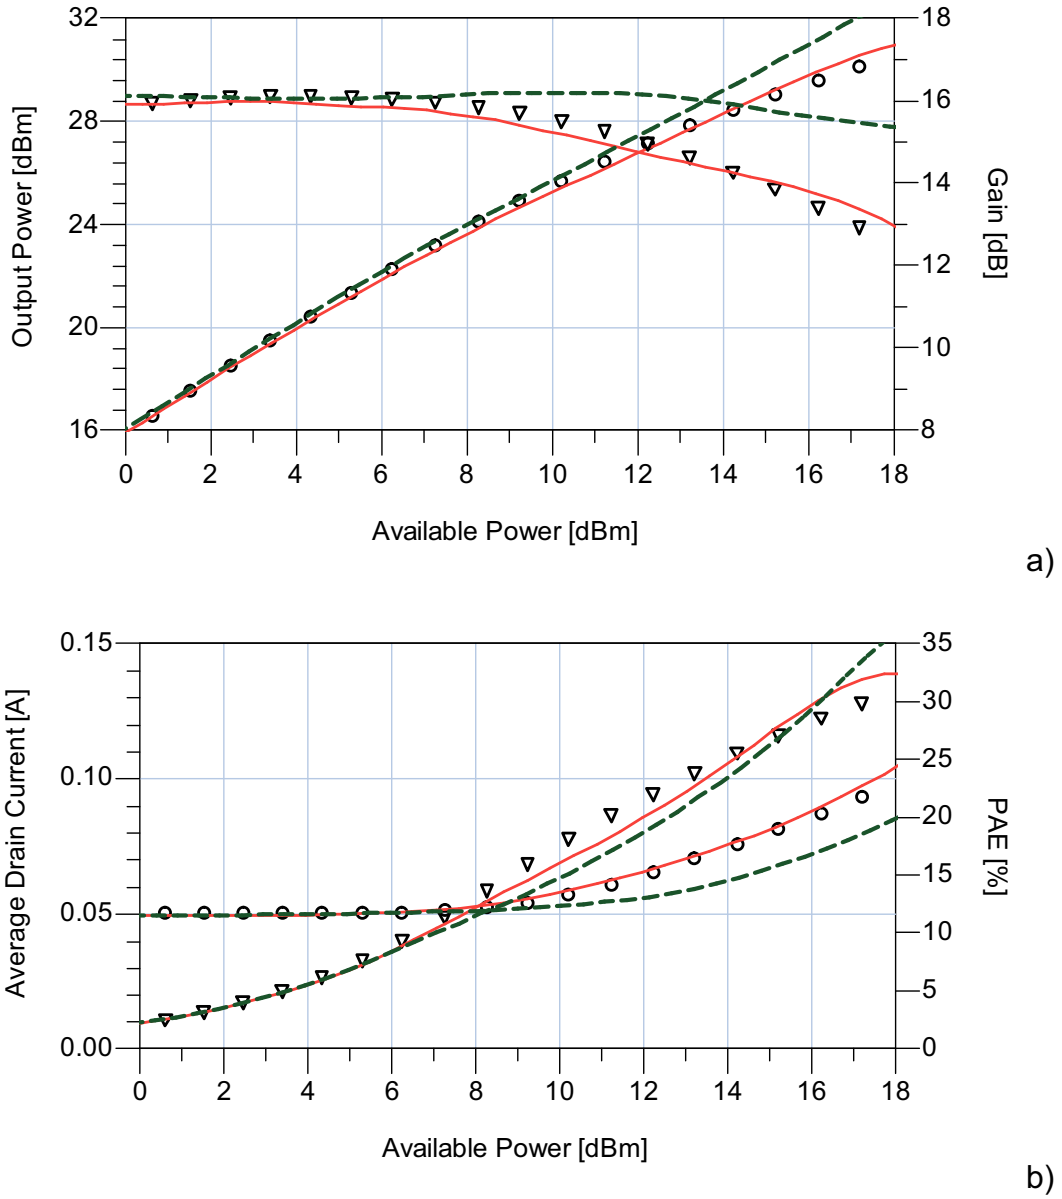 32
28
24
20
16
Output Power [dBm]
18
16
14
12
10
8
Gain [dB]
0 2 4 6 8 10 12 14 16 18
Available Power [dBm]
a)
0.15
0.10
0.05
0.00
Average Drain Current [A]
35
30
25
20
15
10
5
0
PAE [%]
0 2 4 6 8 10 12 14 16 18
Available Power [dBm]
b)